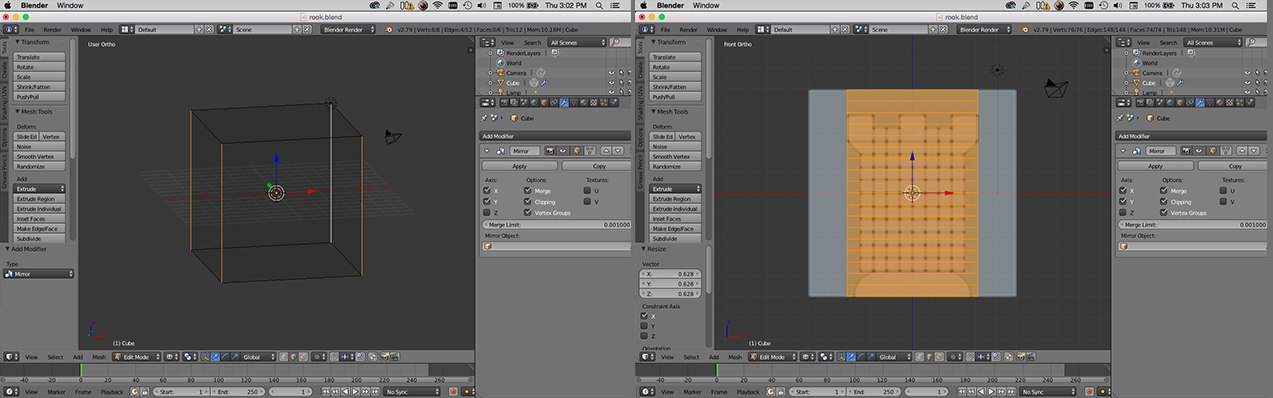 Blender Window 100% Thu 3:02 PM
rook.blend
File Render Window Help Default Scene Blender Render v2.79 | Verts:8/8 | Edges:4/12 | Faces:0/6 | Tris:12 | Mem:10.18M | Cube
Tools
Create
Shading / UVs
Options
Grease Pencil
Transform
Translate
Rotate
Scale
Shrink/Fatten
Push/Pull
Mesh Tools
Deform:
Slide Ed Vertex
Noise
Smooth Vertex
Randomize
Add:
Extrude
Extrude Region
Extrude Individual
Inset Faces
Make Edge/Face
Subdivide
Add Modifier
Type
Mirror
User Ortho
(1) Cube
View Select Add Mesh Edit Mode Global
-40 -20 0 20 40 60 80 100 120 140 160 180 200 220 240 260
View Marker Frame Playback Start: 1 End: 250 1 No Sync
View Search All Scenes
RenderLayers
World
Camera
Cube
Lamp
Cube
Add Modifier
Mirror
Apply Copy
Axis: Options: Textures:
X Merge U
Y Clipping V
Z Vertex Groups
Merge Limit: 0.001000
Mirror Object:
Blender Window 100% Thu 3:03 PM
rook.blend
File Render Window Help Default Scene Blender Render v2.79 | Verts:76/76 | Edges:148/148 | Faces:74/74 | Tris:148 | Mem:10.31M | Cube
Tools
Create
Shading / UVs
Options
Grease Pencil
Transform
Translate
Rotate
Scale
Shrink/Fatten
Push/Pull
Mesh Tools
Deform:
Slide Ed Vertex
Noise
Smooth Vertex
Randomize
Add:
Extrude
Extrude Region
Extrude Individual
Inset Faces
Make Edge/Face
Subdivide
Resize
Vector
X: 0.628
Y: 0.628
Z: 0.628
Constraint Axis
X
Y
Z
Orientation
Front Ortho
(1) Cube
View Select Add Mesh Edit Mode Global
-40 -20 0 20 40 60 80 100 120 140 160 180 200 220 240 260
View Marker Frame Playback Start: 1 End: 250 1 No Sync
View Search All Scenes
RenderLayers
World
Camera
Cube
Lamp
Cube
Add Modifier
Mirror
Apply Copy
Axis: Options: Textures:
X Merge U
Y Clipping V
Z Vertex Groups
Merge Limit: 0.001000
Mirror Object: